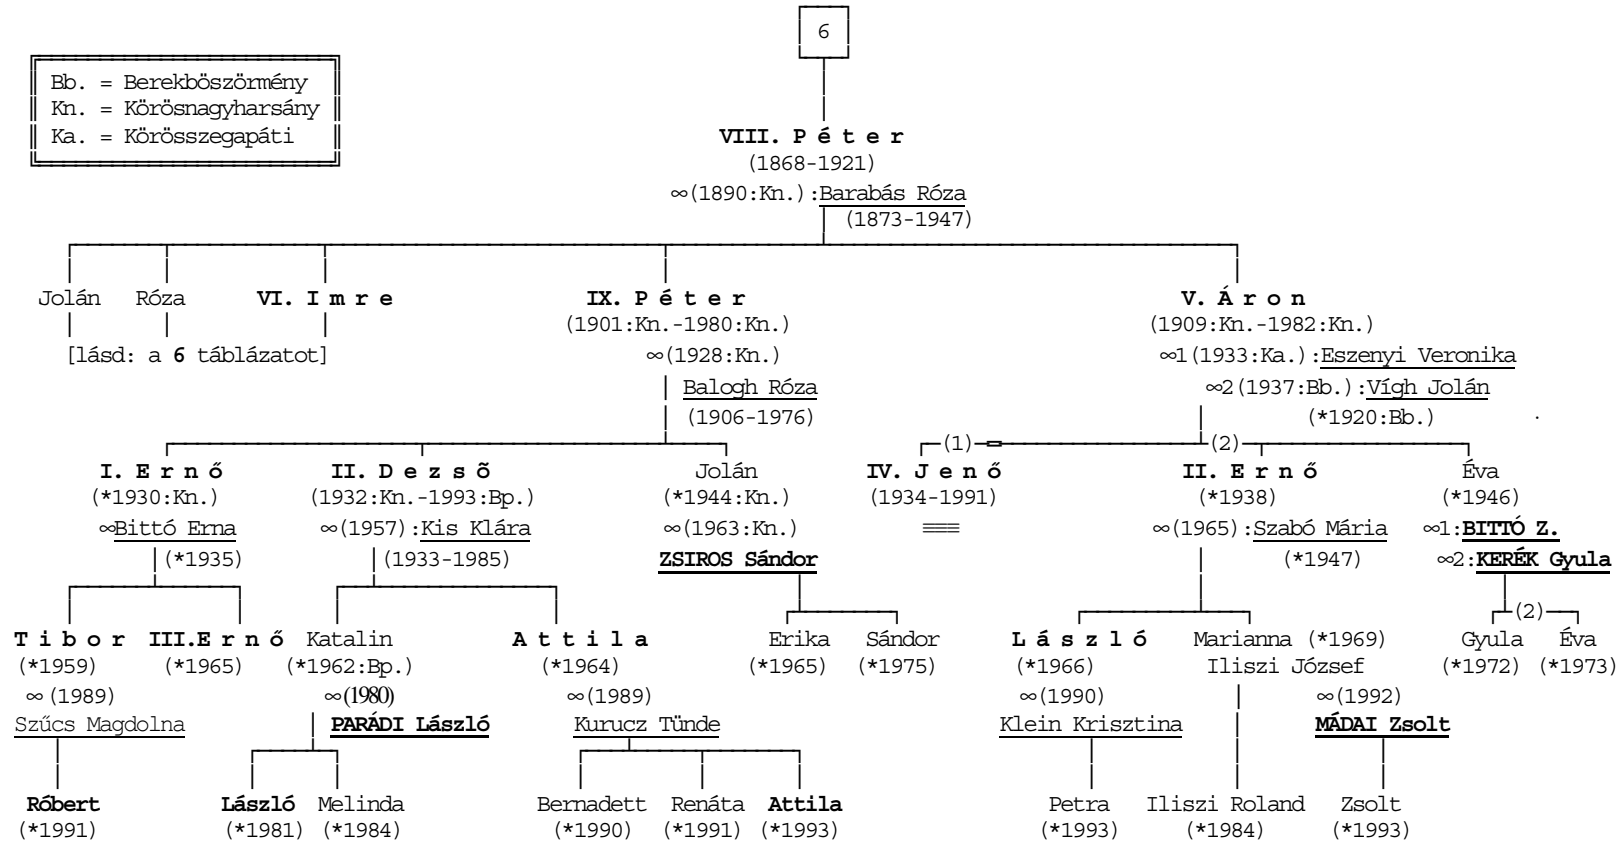 6
Bb. = Berekböszörmény
Kn. = Körösnagyharsány
Ka. = Körösszegapáti
VIII. P é t e r
(1868-1921)
∞(1890:Kn.):Barabás Róza
(1873-1947)
Jolán Róza VI. I m r e IX. P é t e r V. Á r o n
(1901:Kn.-1980:Kn.) (1909:Kn.-1982:Kn.)
[lásd: a 6 táblázatot] ∞(1928:Kn.) ∞1(1933:Ka.):Eszenyi Veronika
Balogh Róza ∞2(1937:Bb.):Vígh Jolán
(1906-1976) (*1920:Bb.)
(1) (2)
I. E r n ő II. D e z s õ Jolán IV. J e n ő II. E r n ő Éva
(*1930:Kn.) (1932:Kn.-1993:Bp.) (*1944:Kn.) (1934-1991) (*1938) (*1946)
∞Bittó Erna ∞(1957):Kis Klára ∞(1963:Kn.) ≡≡≡ ∞(1965):Szabó Mária ∞1:BITTÓ Z.
(*1935) (1933-1985) ZSIROS Sándor (*1947) ∞2:KERÉK Gyula
(2)
T i b o r III.E r n ő Katalin A t t i l a Erika Sándor L á s z l ó Marianna (*1969) Gyula Éva
(*1959) (*1965) (*1962:Bp.) (*1964) (*1965) (*1975) (*1966) Iliszi József (*1972) (*1973)
∞(1989) ∞(1980) ∞(1989) ∞(1990) ∞(1992)
Szűcs Magdolna PARÁDI László Kurucz Tünde Klein Krisztina MÁDAI Zsolt
Róbert László Melinda Bernadett Renáta Attila Petra Iliszi Roland Zsolt
(*1991) (*1981) (*1984) (*1990) (*1991) (*1993) (*1993) (*1984) (*1993)